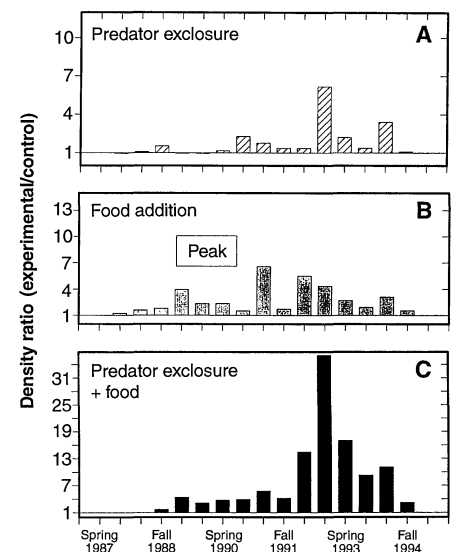 Density ratio (experimental/control)
Predator exclosure
A
10
7
4
1
Food addition
B
Peak
13
10
7
4
1
Predator exclosure
+ food
C
31
25
19
13
7
1
Spring Fall Spring Fall Spring Fall
1987 1988 1990 1991 1993 1994